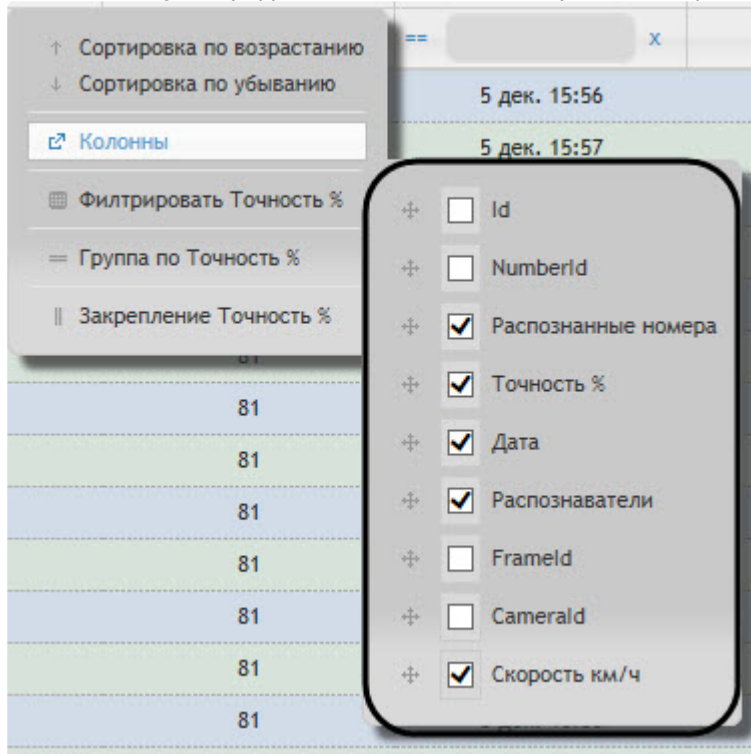 ↑ Сортировка по возрастанию
== x
↓ Сортировка по убыванию
5 дек. 15:56
Колонны
5 дек. 15:57
Фильтрировать Точность %
Id
== Группа по Точность %
NumberId
|| Закрепление Точность %
Распознанные номера
Точность %
81
Дата
81
Распознаватели
81
81
FrameId
81
CameraId
81
Скорость км/ч
81